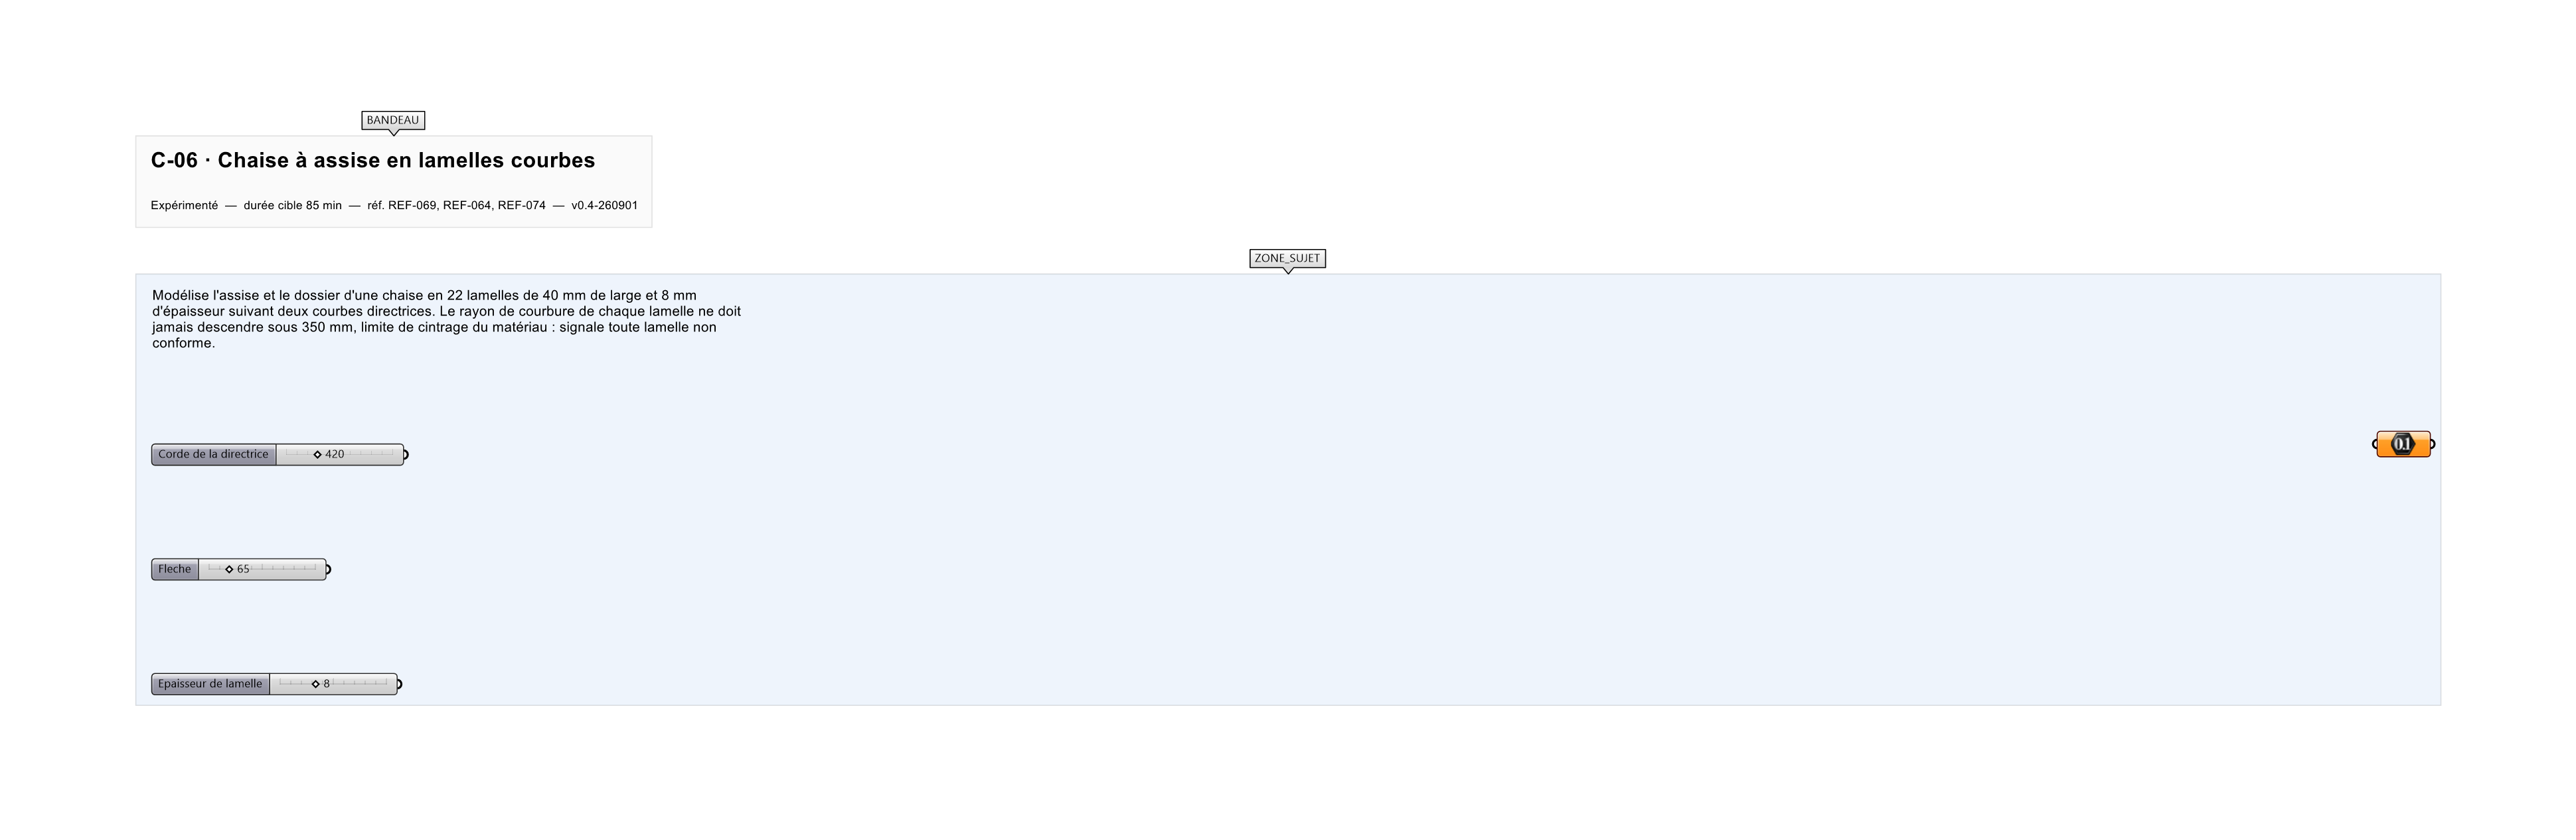 BANDEAU
C-06 · Chaise à assise en lamelles courbes
Expérimenté — durée cible 85 min — réf. REF-069, REF-064, REF-074 — v0.4-260901
ZONE_SUJET
Modélise l'assise et le dossier d'une chaise en 22 lamelles de 40 mm de large et 8 mm
d'épaisseur suivant deux courbes directrices. Le rayon de courbure de chaque lamelle ne doit
jamais descendre sous 350 mm, limite de cintrage du matériau : signale toute lamelle non
conforme.
Corde de la directrice 420
0.1
Fleche 65
Epaisseur de lamelle 8